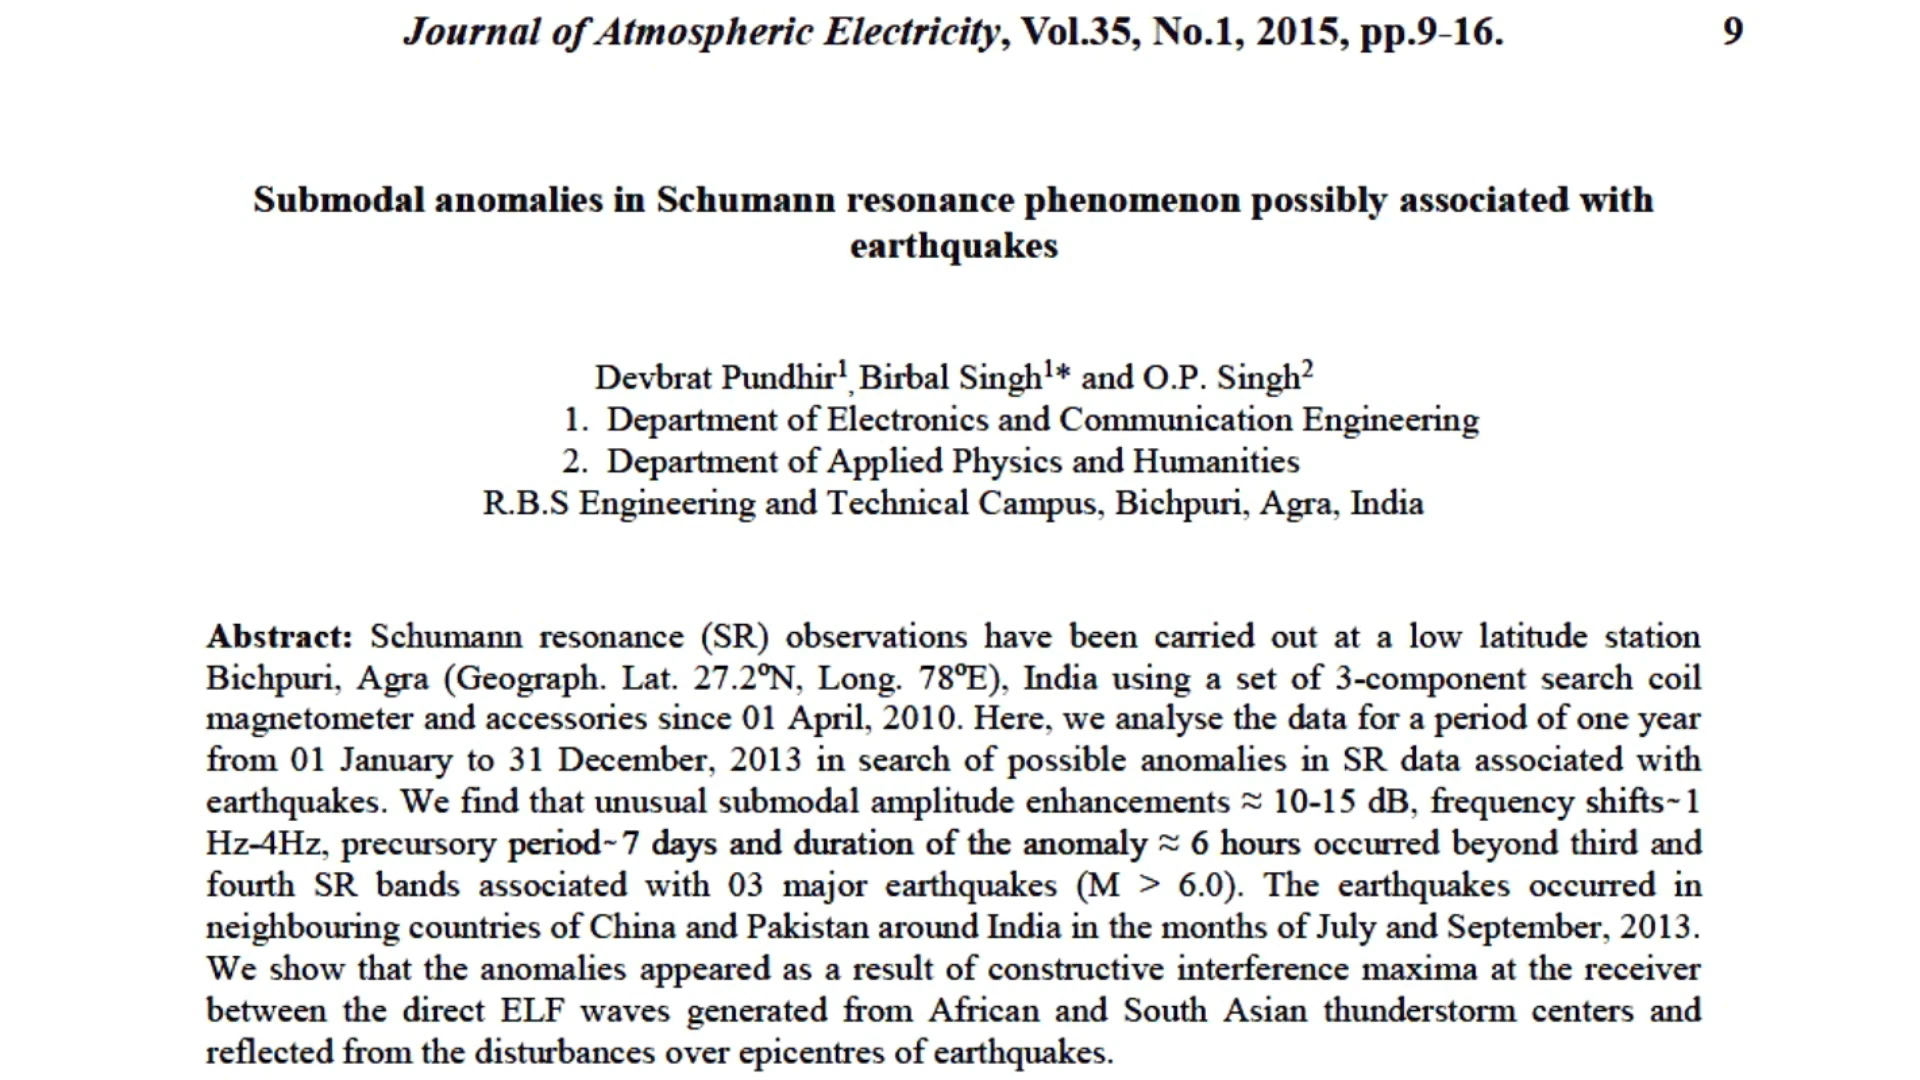 Journal of Atmospheric Electricity, Vol.35, No.1, 2015, pp.9-16. 9
Submodal anomalies in Schumann resonance phenomenon possibly associated with
earthquakes
Devbrat Pundhir¹, Birbal Singh¹* and O.P. Singh²
1. Department of Electronics and Communication Engineering
2. Department of Applied Physics and Humanities
R.B.S Engineering and Technical Campus, Bichpuri, Agra, India
Abstract: Schumann resonance (SR) observations have been carried out at a low latitude station
Bichpuri, Agra (Geograph. Lat. 27.2⁰N, Long. 78⁰E), India using a set of 3-component search coil
magnetometer and accessories since 01 April, 2010. Here, we analyse the data for a period of one year
from 01 January to 31 December, 2013 in search of possible anomalies in SR data associated with
earthquakes. We find that unusual submodal amplitude enhancements ≈ 10-15 dB, frequency shifts~1
Hz-4Hz, precursory period~7 days and duration of the anomaly ≈ 6 hours occurred beyond third and
fourth SR bands associated with 03 major earthquakes (M > 6.0). The earthquakes occurred in
neighbouring countries of China and Pakistan around India in the months of July and September, 2013.
We show that the anomalies appeared as a result of constructive interference maxima at the receiver
between the direct ELF waves generated from African and South Asian thunderstorm centers and
reflected from the disturbances over epicentres of earthquakes.